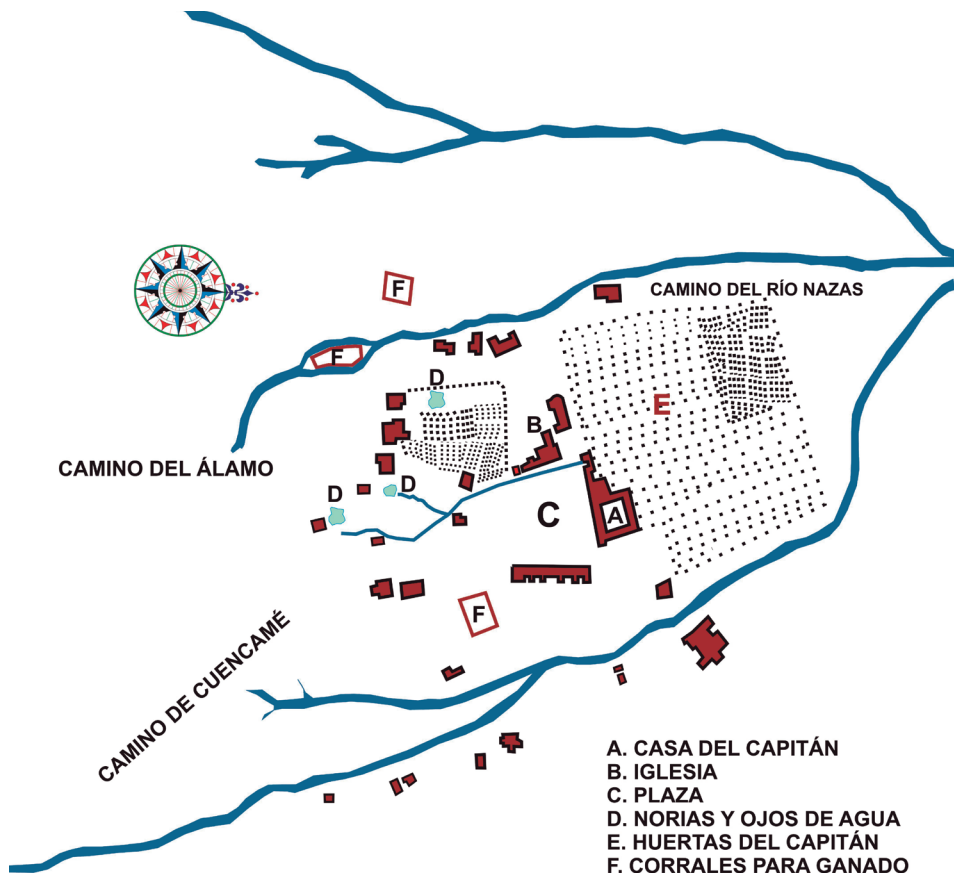 F
CAMINO DEL RÍO NAZAS
F
D
E
B
CAMINO DEL ÁLAMO
D
D
C
A
F
CAMINO DE CUENCAMÉ
A. CASA DEL CAPITÁN
B. IGLESIA
C. PLAZA
D. NORIAS Y OJOS DE AGUA
E. HUERTAS DEL CAPITÁN
F. CORRALES PARA GANADO